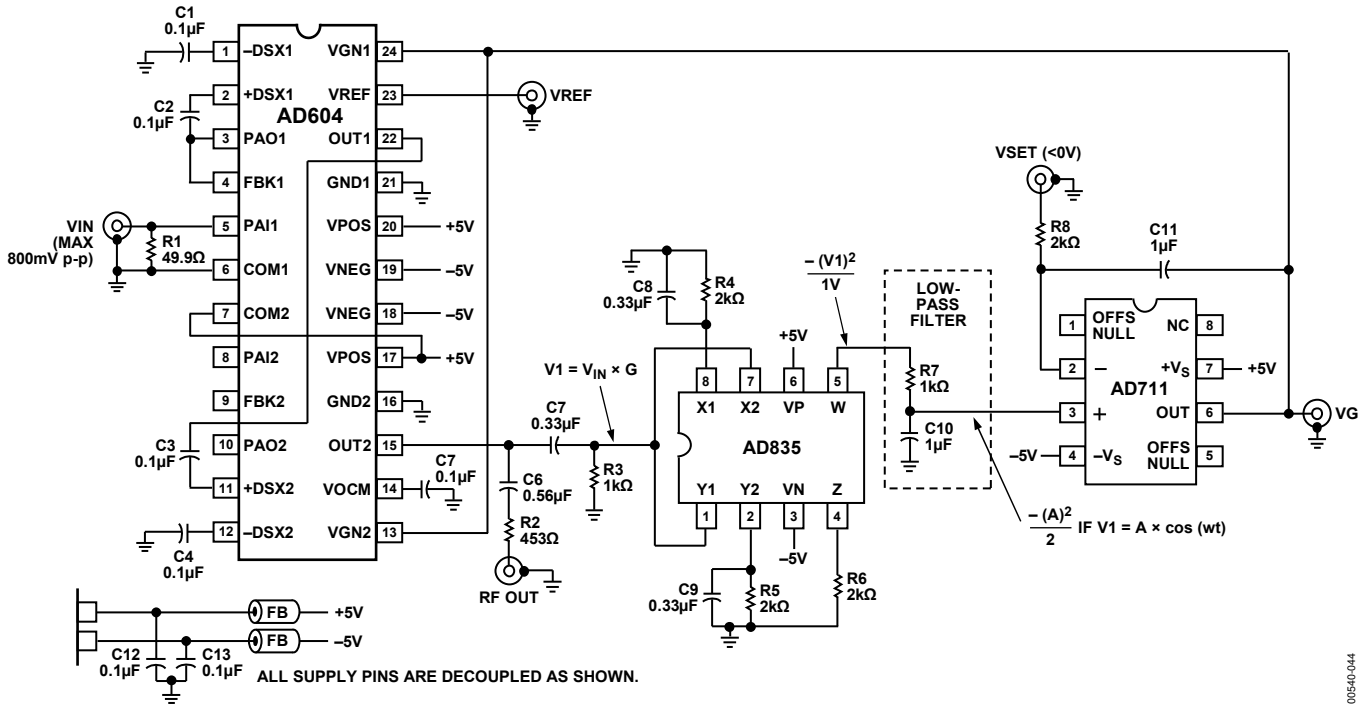 C1
0.1µF
1
–DSX1
VGN1
24
2
+DSX1
VREF
23
VREF
C2
0.1µF
AD604
3
PAO1
OUT1
22
4
FBK1
GND1
21
VIN
(MAX
800mV p-p)
R1
49.9Ω
5
PAI1
VPOS
20
+5V
6
COM1
VNEG
19
–5V
7
COM2
VNEG
18
–5V
8
PAI2
VPOS
17
+5V
9
FBK2
GND2
16
C3
0.1µF
10
PAO2
OUT2
15
11
+DSX2
VOCM
14
C7
0.1µF
12
–DSX2
VGN2
13
C4
0.1µF
C6
0.56µF
R2
453Ω
RF OUT
C7
0.33µF
R3
1kΩ
V1 = VIN × G
C8
0.33µF
R4
2kΩ
–(V1)2
1V
+5V
8
7
6
5
X1
X2
VP
W
AD835
Y1
Y2
VN
Z
1
2
3
4
–5V
C9
0.33µF
R5
2kΩ
R6
2kΩ
LOW-
PASS
FILTER
R7
1kΩ
C10
1µF
–(A)2
2
IF V1 = A × cos (wt)
VSET (<0V)
R8
2kΩ
C11
1µF
1
OFFS
NULL
NC
8
2
–
+VS
7
+5V
AD711
3
+
OUT
6
VG
–5V
4
–VS
OFFS
NULL
5
FB
+5V
FB
–5V
C12
0.1µF
C13
0.1µF
ALL SUPPLY PINS ARE DECOUPLED AS SHOWN.
00540-044